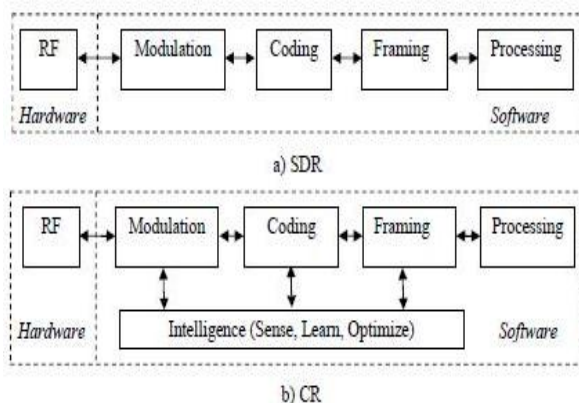 RF Modulation Coding Framing Processing
Hardware Software
a) SDR
RF Modulation Coding Framing Processing
Hardware Intelligence (Sense, Learn, Optimize) Software
b) CR